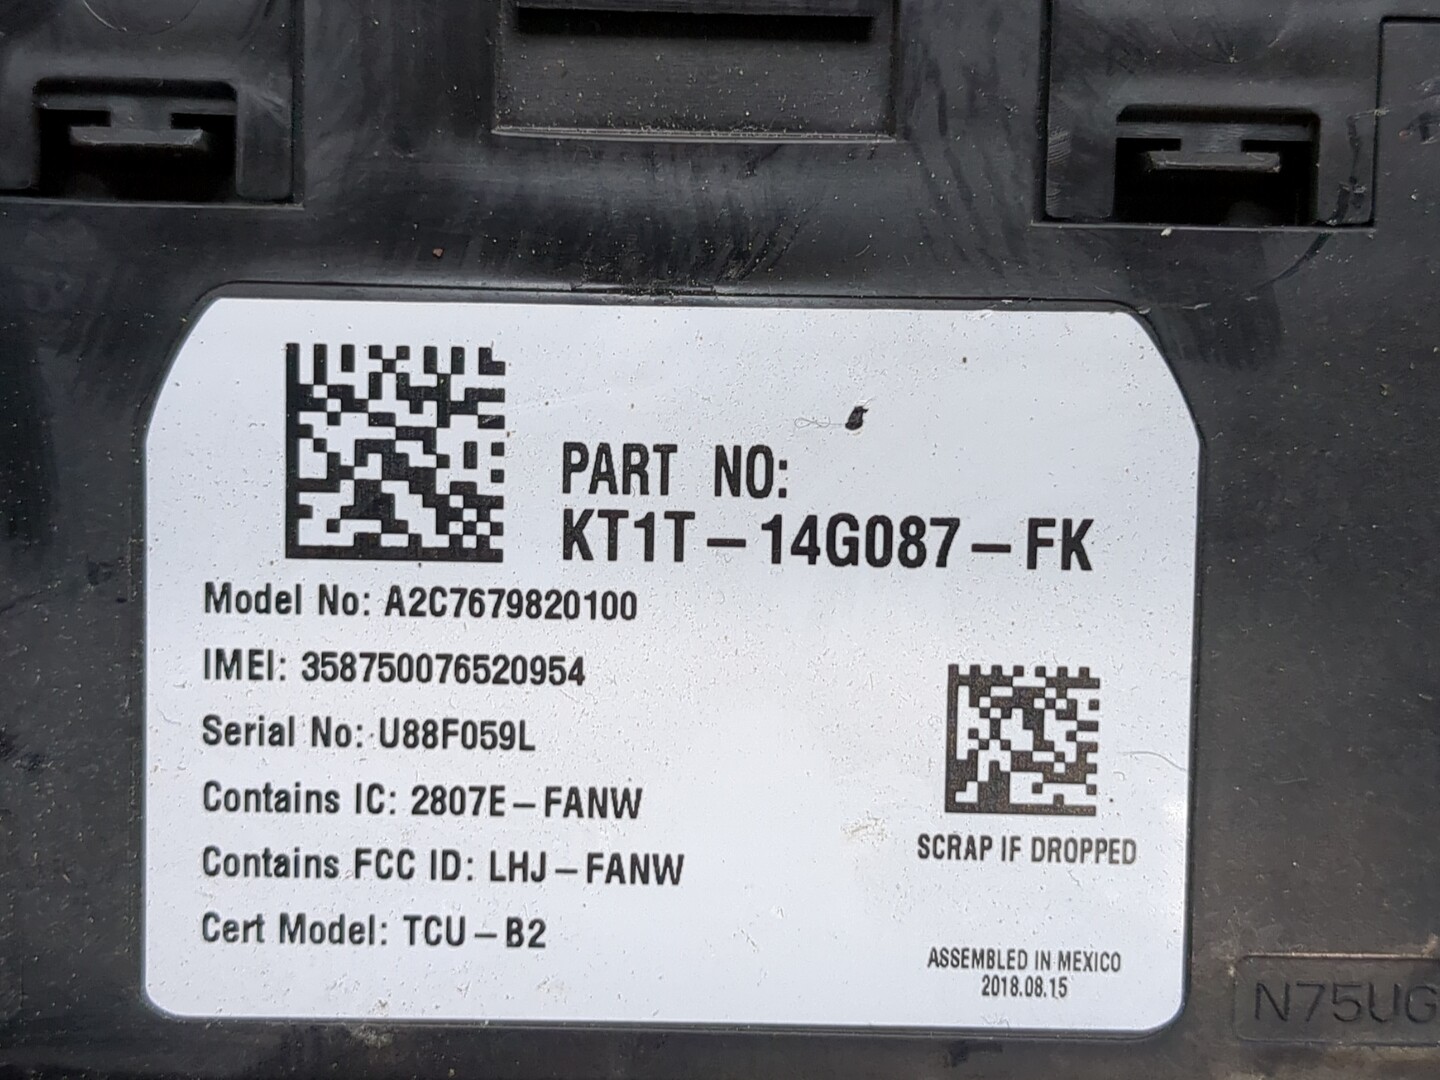 PART NO:
KT1T-14G087-FK
Model No: A2C7679820100
IMEI: 358750076520954
Serial No: U88F059L
Contains IC: 2807E-FANW
Contains FCC ID: LHJ-FANW
Cert Model: TCU-B2
SCRAP IF DROPPED
ASSEMBLED IN MEXICO
2018.08.15
N75UG